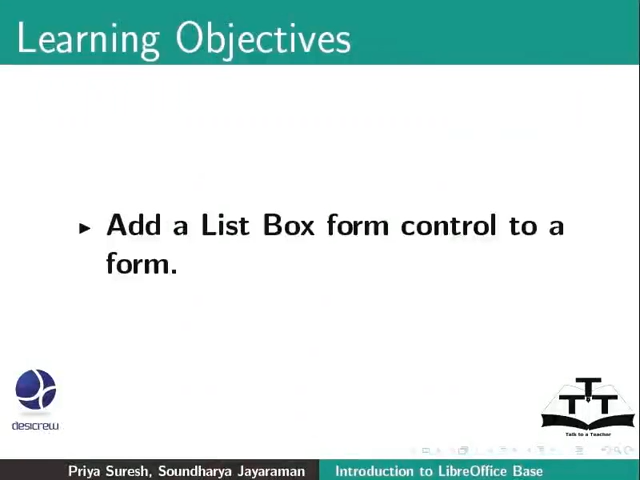 Learning Objectives
Add a List Box form control to a
form.
desicrew
T
T T
Talk to a Teacher
Priya Suresh, Soundharya Jayaraman
Introduction to LibreOffice Base